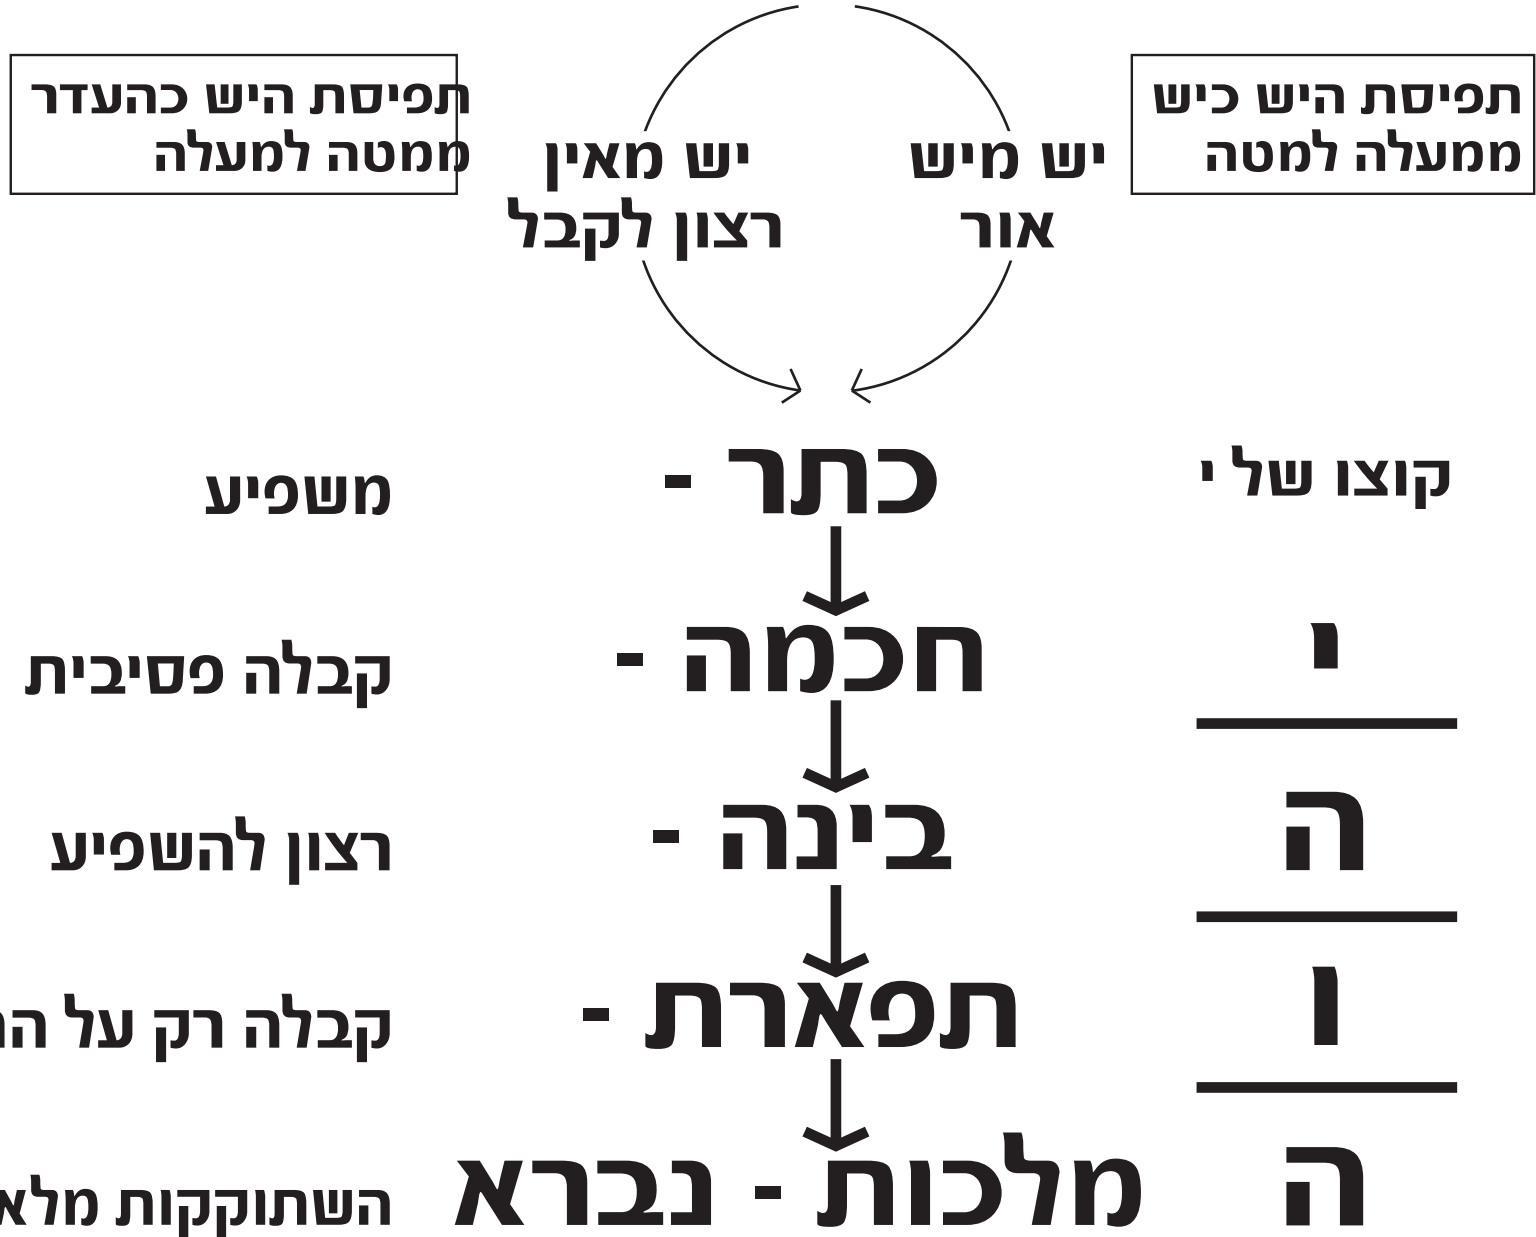 תפיסת היש כיש
ממעלה למטה
יש מיש
אור
יש מאין
רצון לקבל
תפיסת היש כהעדר
ממטה למעלה
קוצו של י
כתר -
משפיע
י
חכמה -
קבלה פסיבית
ה
בינה -
רצון להשפיע
ו
תפארת -
קבלה רק על
ה
מלכות - נברא
השתוקקות